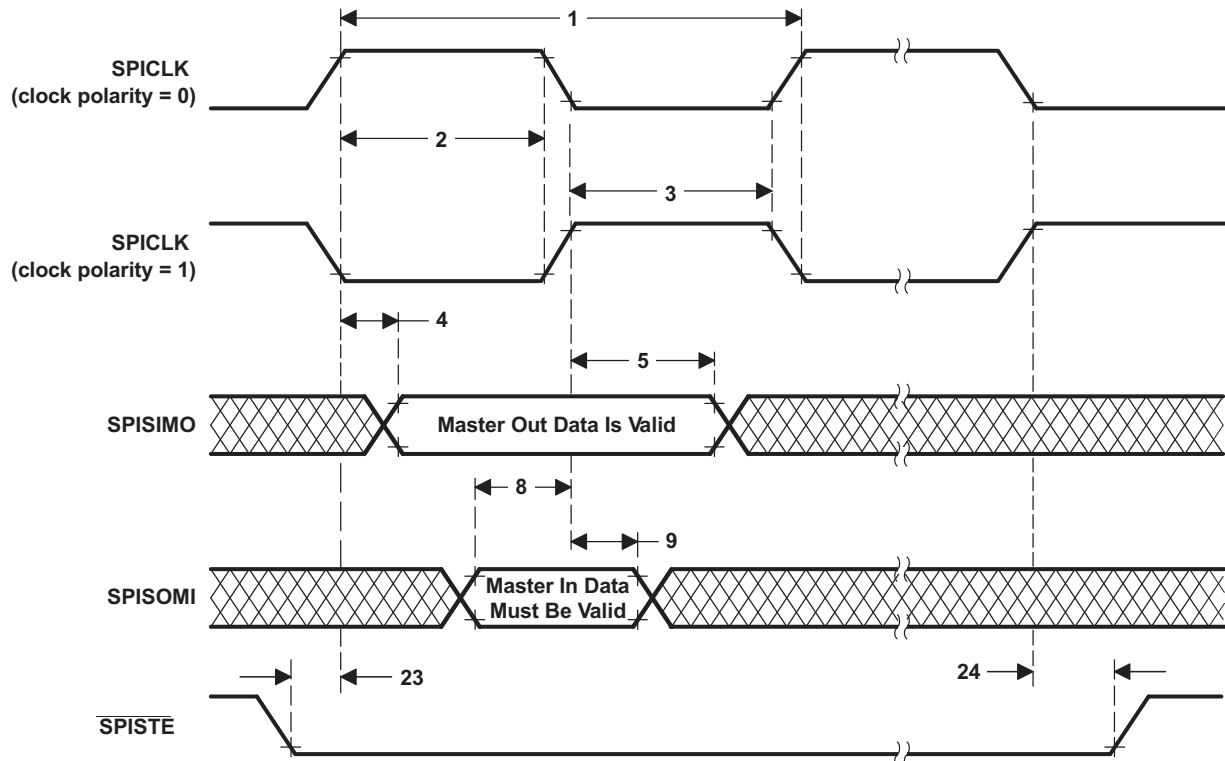 1
SPICLK
(clock polarity = 0)
2
3
SPICLK
(clock polarity = 1)
4
5
SPISIMO
Master Out Data Is Valid
8
9
SPISOMI
Master In Data
Must Be Valid
23
24
SPISTE